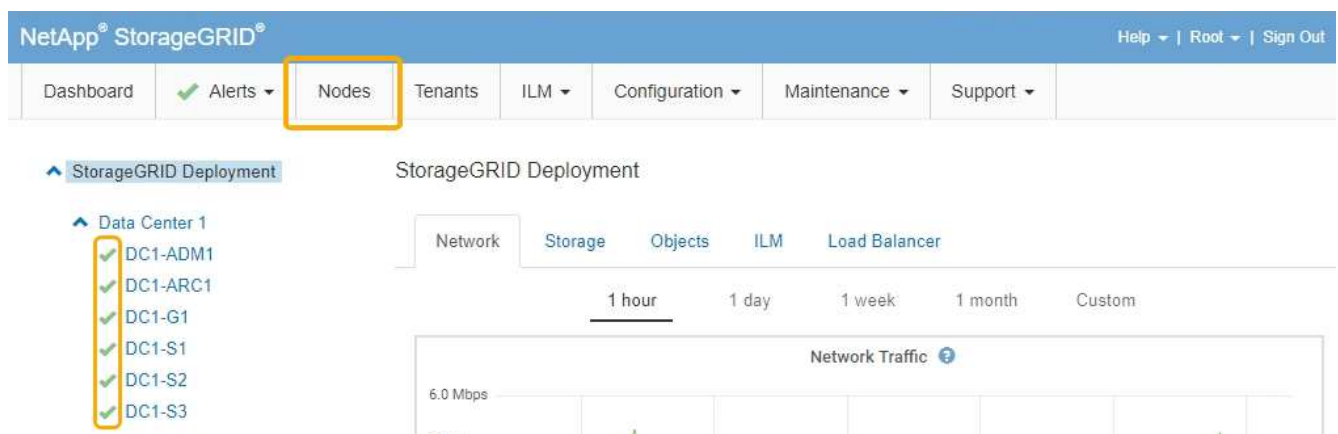 NetApp® StorageGRID®
Help | Root | Sign Out
Dashboard Alerts Nodes Tenants ILM Configuration Maintenance Support
StorageGRID Deployment
StorageGRID Deployment
Data Center 1
Network Storage Objects ILM Load Balancer
DC1-ADM1
DC1-ARC1
1 hour 1 day 1 week 1 month Custom
DC1-G1
DC1-S1
Network Traffic
DC1-S2
6.0 Mbps
DC1-S3